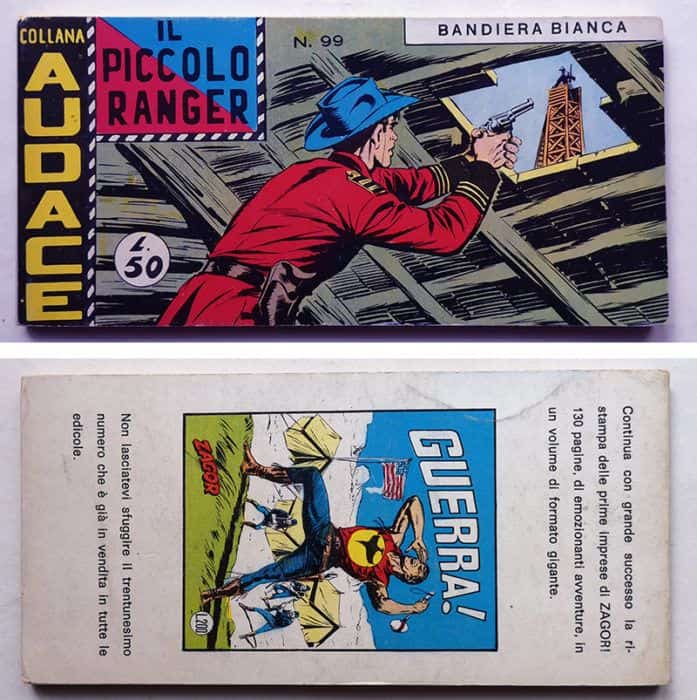 COLLANA
AUDACE
IL
PICCOLO
RANGER
N. 99
BANDIERA BIANCA
L.
50
Continua con grande successo la ri-
stampa delle prime imprese di ZAGOR!
130 pagine, di emozionanti avventure, in
un volume di formato gigante.
GUERRA!
ZAGOR
L.200
Non lasciatevi sfuggire il trentunesimo
numero che è già in vendita in tutte le
edicole.